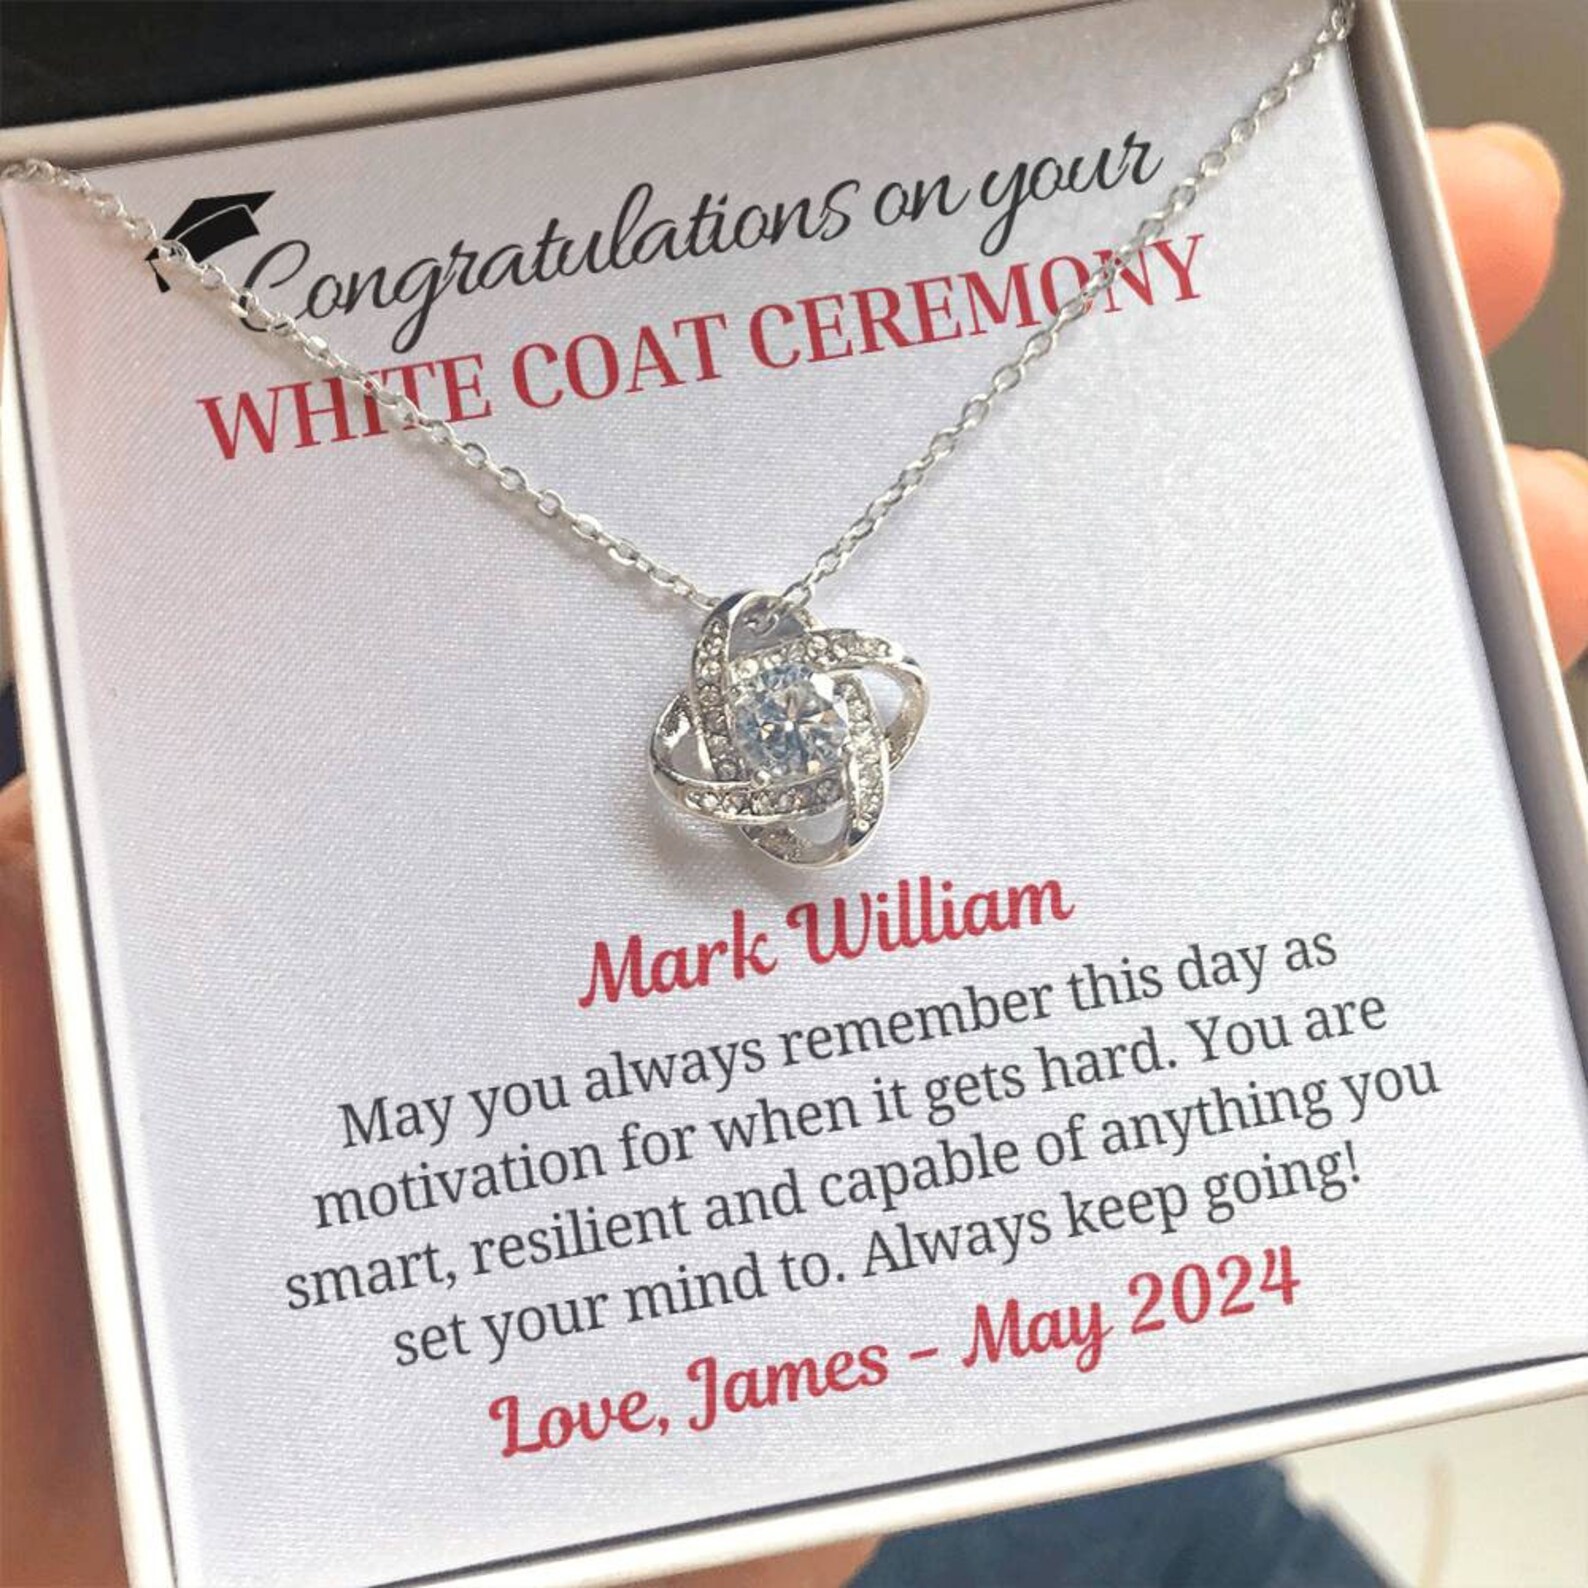 Congratulations on your
WHITE COAT CEREMONY
Mark William
May you always remember this day as
motivation for when it gets hard. You are
smart, resilient and capable of anything you
set your mind to. Always keep going!
Love, James – May 2024